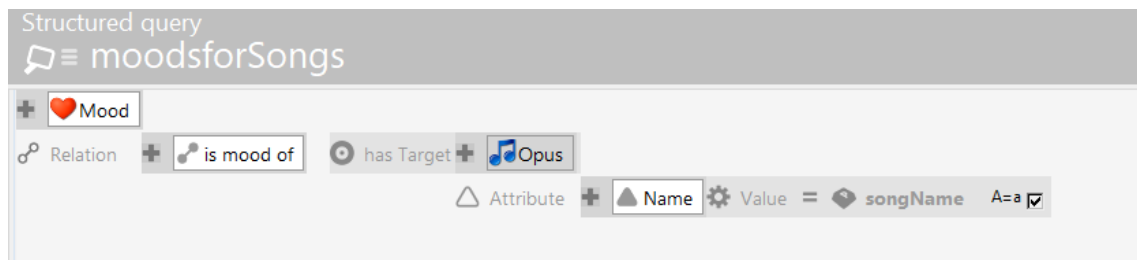 Structured query
moodsforSongs
Mood
Relation is mood of has Target Opus
Attribute Name Value = songName A=a